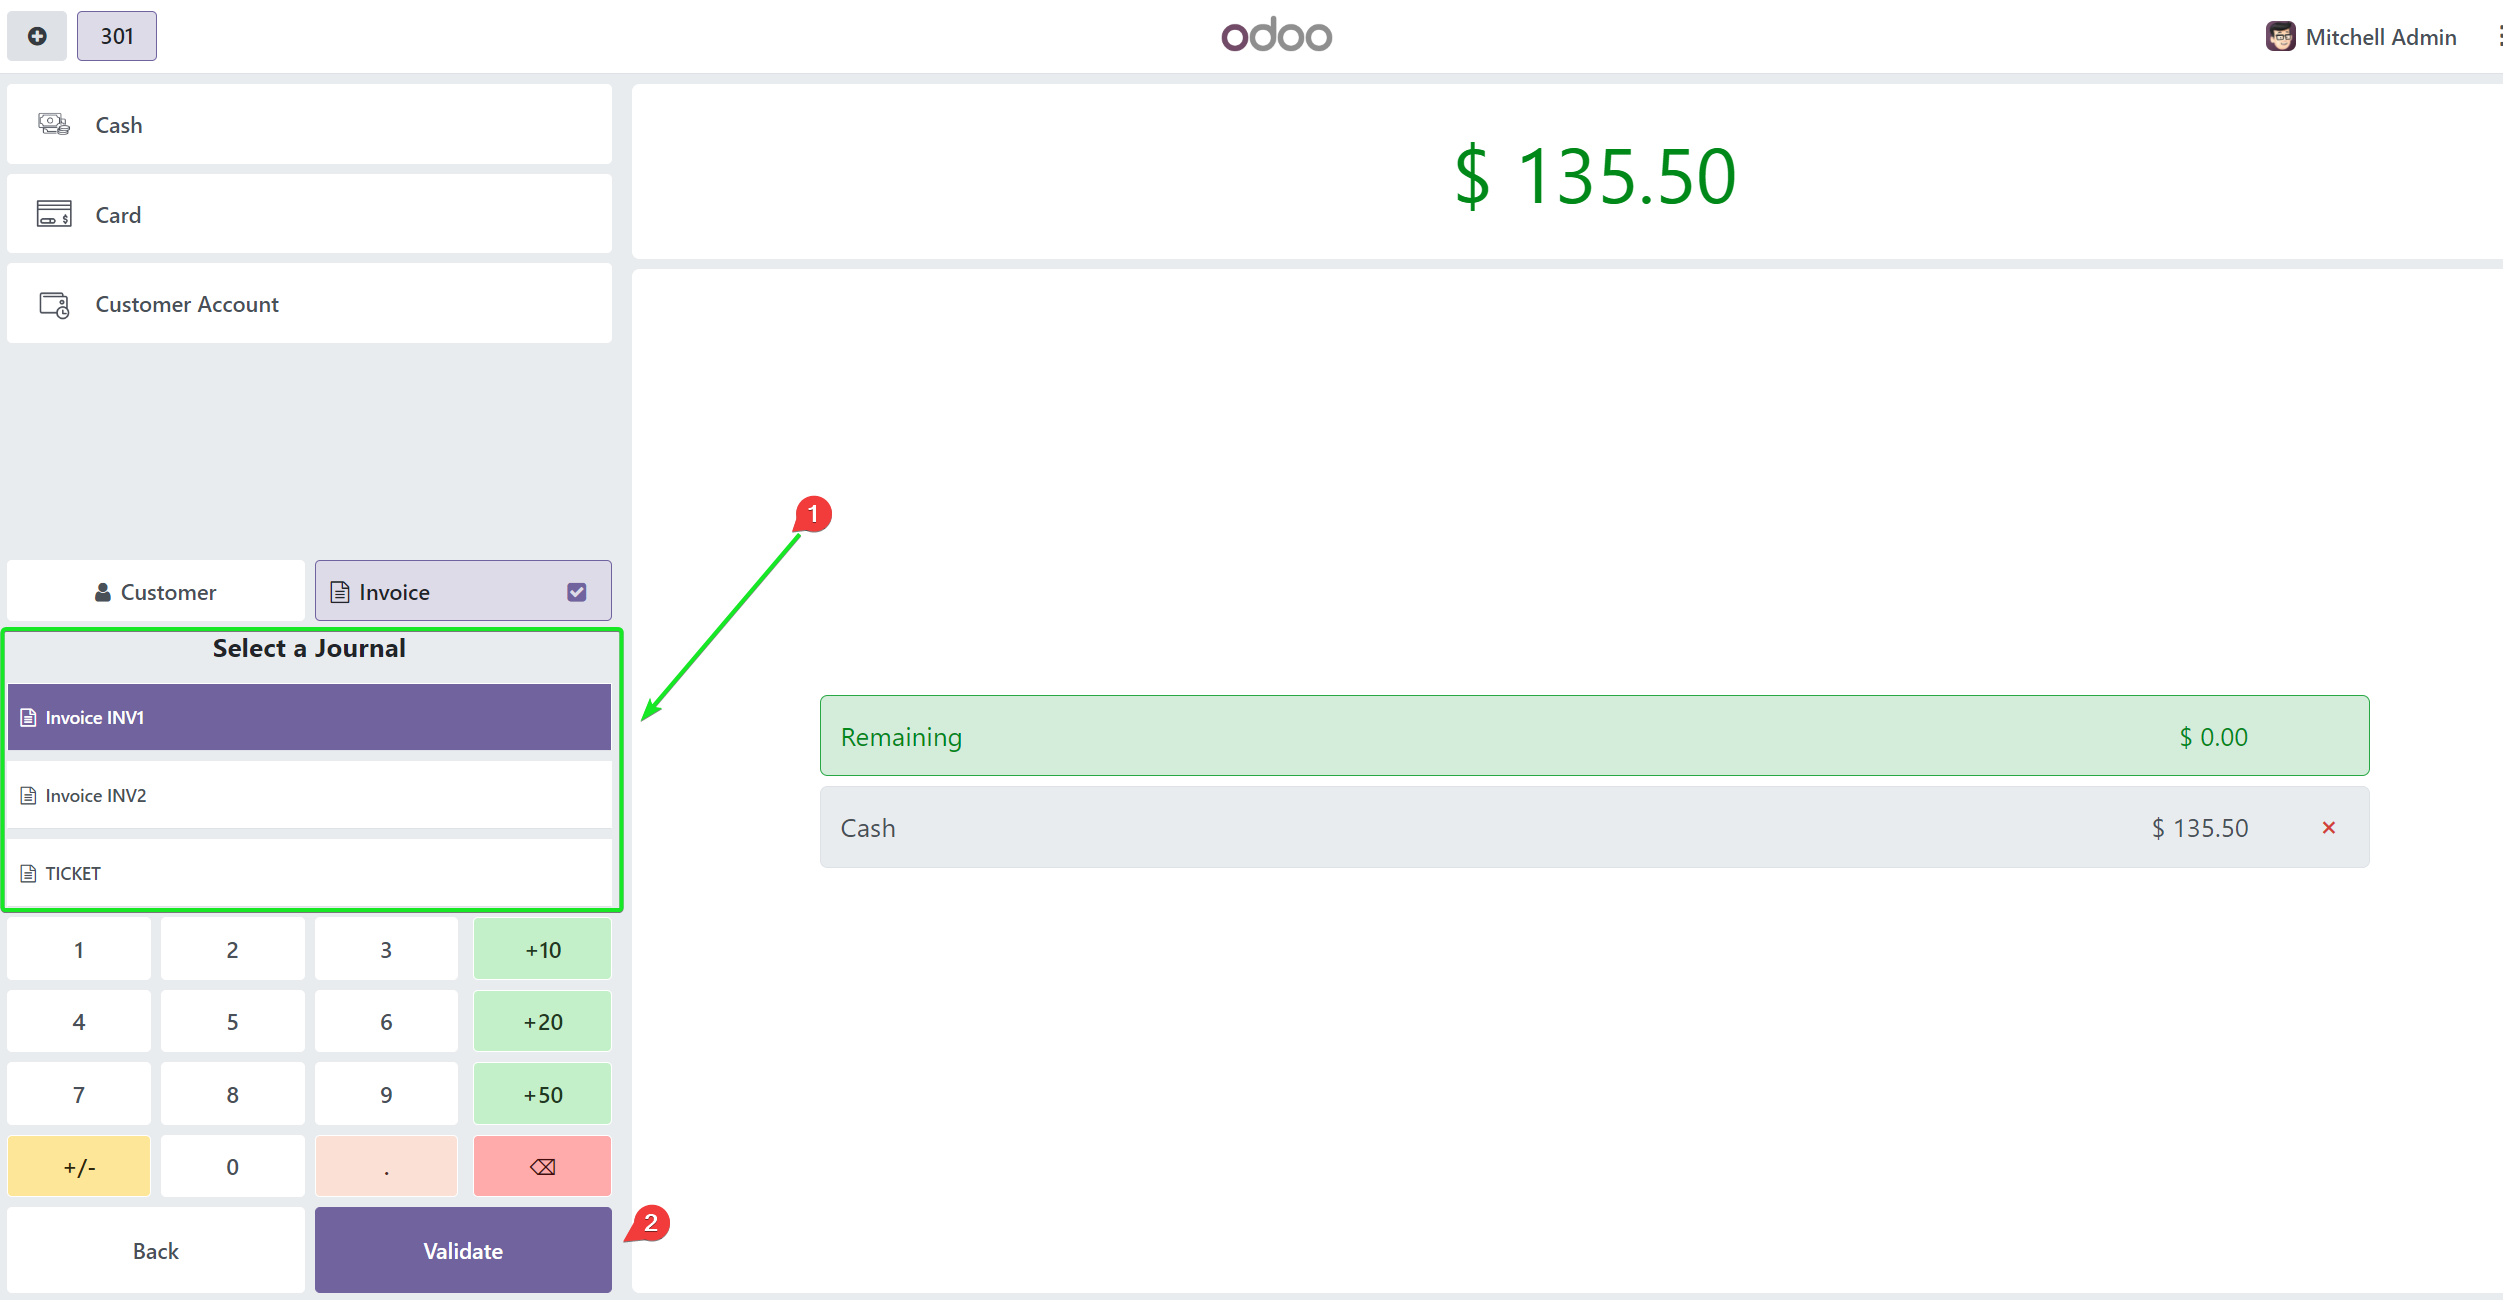 301
odoo
Mitchell Admin
Cash
Card
Customer Account
$ 135.50
1
Customer
Invoice
Select a Journal
Invoice INV1
Invoice INV2
TICKET
Remaining $ 0.00
Cash $ 135.50 ×
1 2 3 +10
4 5 6 +20
7 8 9 +50
+/- 0 . ⌫
Back Validate
2